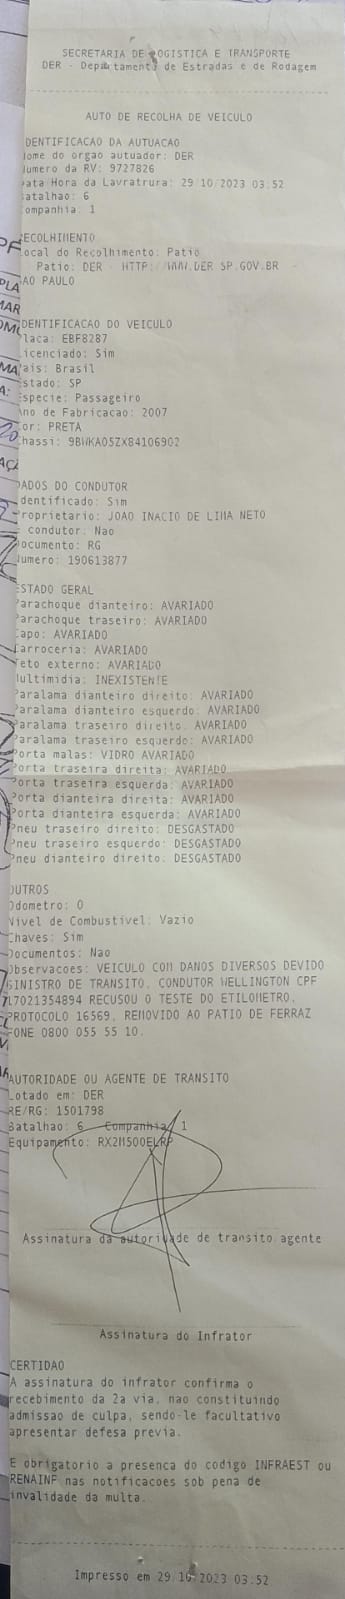 SECRETARIA DE LOGISTICA E TRANSPORTE
DER - Departamento de Estradas e de Rodagem
AUTO DE RECOLHA DE VEICULO
DENTIFICACAO DA AUTUACAO
Nome do orgao autuador: DER
Numero da RV: 9727826
Data Hora da Lavratrura: 29/10/2023 03:52
Batalhao: 6
Companhia: 1
RECOLHIMENTO
Local do Recolhimento: Patio
Patio: DER - HTTP://WWW.DER.SP.GOV.BR -
SAO PAULO
DENTIFICACAO DO VEICULO
Placa: EBF8287
Licenciado: Sim
Pais: Brasil
Estado: SP
Especie: Passageiro
Ano de Fabricacao: 2007
Cor: PRETA
Chassi: 9BWKA05ZX84106902
DADOS DO CONDUTOR
Identificado: Sim
Proprietario: JOAO INACIO DE LIMA NETO
condutor: Nao
Documento: RG
Numero: 190613877
ESTADO GERAL
Parachoque dianteiro: AVARIADO
Parachoque traseiro: AVARIADO
Capo: AVARIADO
Carroceria: AVARIADO
Teto externo: AVARIADO
Multimidia: INEXISTENTE
Paralama dianteiro direito: AVARIADO
Paralama dianteiro esquerdo: AVARIADO
Paralama traseiro direito: AVARIADO
Paralama traseiro esquerdo: AVARIADO
Porta malas: VIDRO AVARIADO
Porta traseira direita: AVARIADO
Porta traseira esquerda: AVARIADO
Porta dianteira direita: AVARIADO
Porta dianteira esquerda: AVARIADO
Pneu traseiro direito: DESGASTADO
Pneu traseiro esquerdo: DESGASTADO
Pneu dianteiro direito: DESGASTADO
OUTROS
Odometro: 0
Nivel de Combustivel: Vazio
Chaves: Sim
Documentos: Nao
Observacoes: VEICULO COM DANOS DIVERSOS DEVIDO
SINISTRO DE TRANSITO, CONDUTOR WELLINGTON CPF
17021354894 RECUSOU O TESTE DO ETILOMETRO,
PROTOCOLO 16569, REMOVIDO AO PATIO DE FERRAZ
FONE 0800 055 55 10.
AUTORIDADE OU AGENTE DE TRANSITO
Lotado em: DER
RE/RG: 1501798
Batalhao: 6 Companhia: 1
Equipamento: RX2M500ELRP
Assinatura da autoridade de transito agente
Assinatura do Infrator
CERTIDAO
A assinatura do infrator confirma o
recebimento da 2a via, nao constituindo
admissao de culpa, sendo-le facultativo
apresentar defesa previa.
E obrigatorio a presenca do codigo INFRAEST ou
RENAINF nas notificacoes sob pena de
invalidade da multa.
Impresso em 29/10/2023 03:52